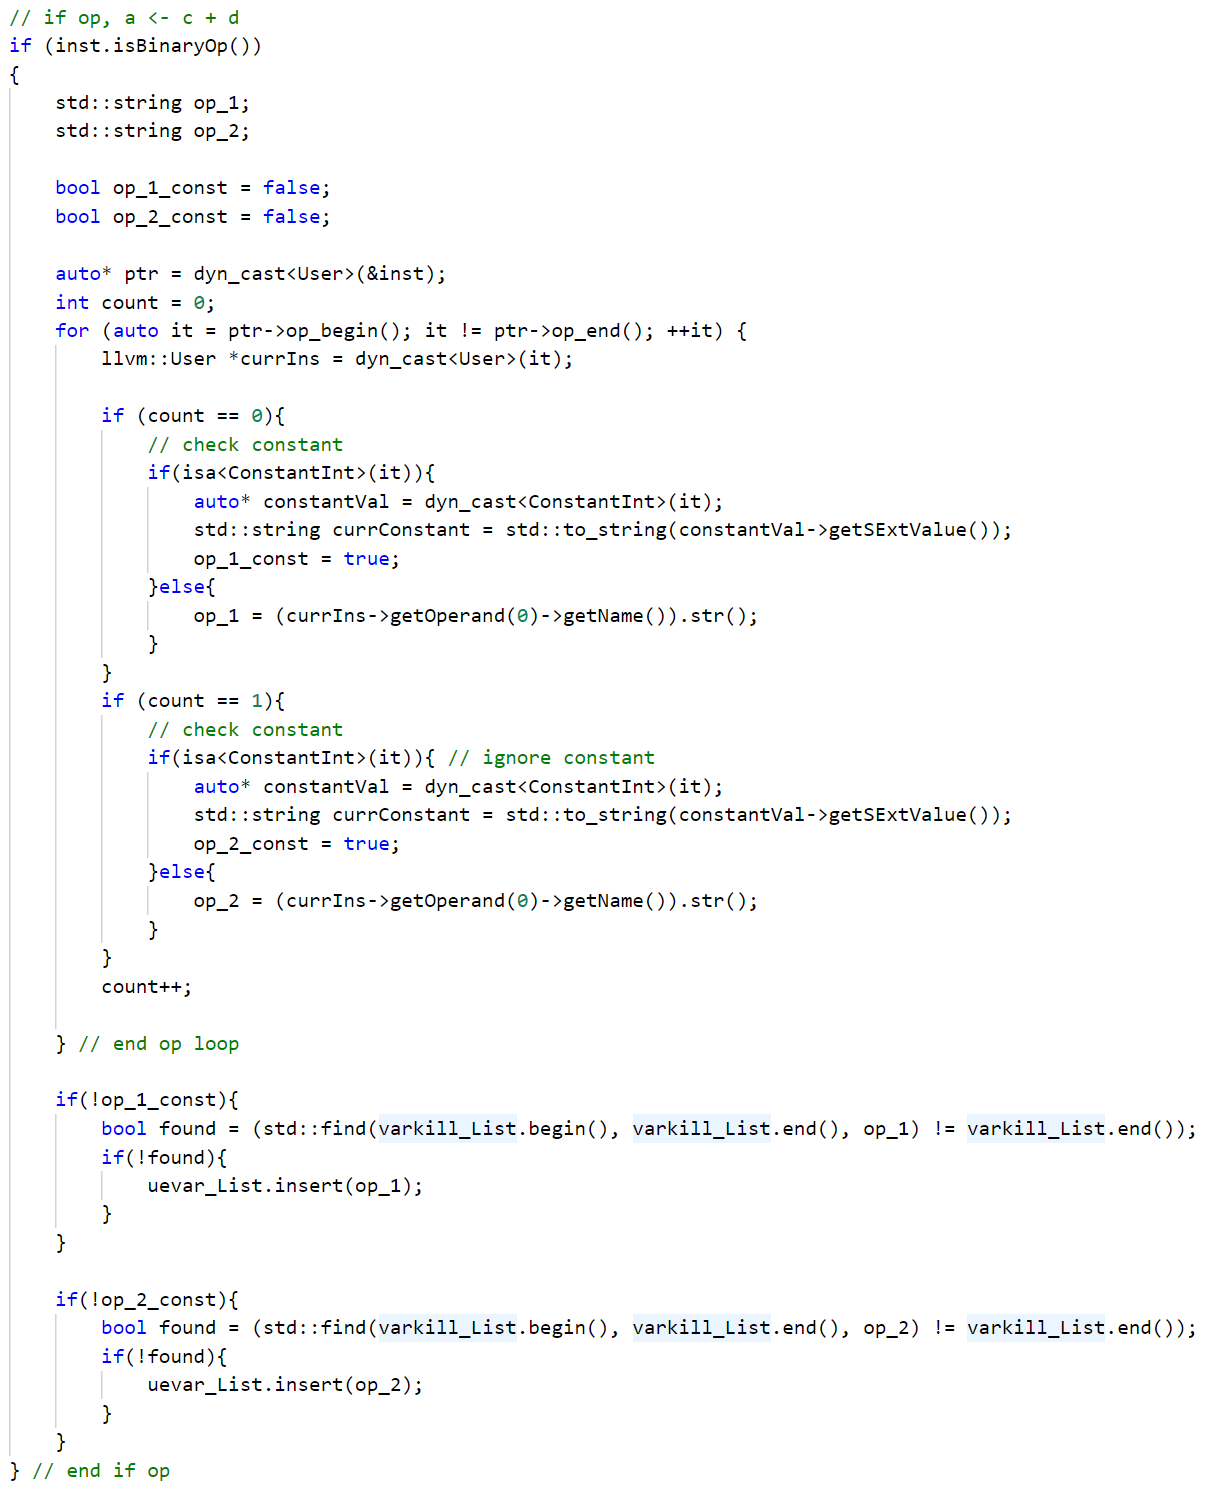 // if op, a <- c + d
if (inst.isBinaryOp())
{
    std::string op_1;
    std::string op_2;

    bool op_1_const = false;
    bool op_2_const = false;

    auto* ptr = dyn_cast<User>(&inst);
    int count = 0;
    for (auto it = ptr->op_begin(); it != ptr->op_end(); ++it) {
        llvm::User *currIns = dyn_cast<User>(it);

        if (count == 0){
            // check constant
            if(isa<ConstantInt>(it)){
                auto* constantVal = dyn_cast<ConstantInt>(it);
                std::string currConstant = std::to_string(constantVal->getSExtValue());
                op_1_const = true;
            }else{
                op_1 = (currIns->getOperand(0)->getName()).str();
            }
        }
        if (count == 1){
            // check constant
            if(isa<ConstantInt>(it)){ // ignore constant
                auto* constantVal = dyn_cast<ConstantInt>(it);
                std::string currConstant = std::to_string(constantVal->getSExtValue());
                op_2_const = true;
            }else{
                op_2 = (currIns->getOperand(0)->getName()).str();
            }
        }
        count++;

    } // end op loop

    if(!op_1_const){
        bool found = (std::find(varkill_List.begin(), varkill_List.end(), op_1) != varkill_List.end());
        if(!found){
            uevar_List.insert(op_1);
        }
    }

    if(!op_2_const){
        bool found = (std::find(varkill_List.begin(), varkill_List.end(), op_2) != varkill_List.end());
        if(!found){
            uevar_List.insert(op_2);
        }
    }
} // end if op